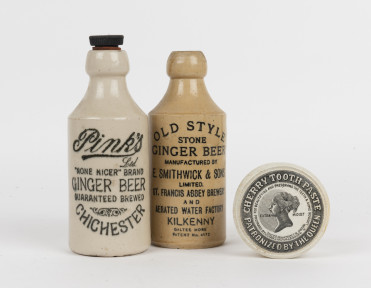 Pink's
Ltd
"NONE NICER" BRAND
GINGER BEER
GUARANTEED BREWED
CHICHESTER
OLD STYLE
STONE
GINGER BEER
MANUFACTURED BY
E. SMITHWICK & SONS
LIMITED.
ST. FRANCIS ABBEY BREWERY
AND
AERATED WATER FACTORY
KILKENNY
CHERRY TOOTH PASTE
PATRONIZED BY THE QUEEN